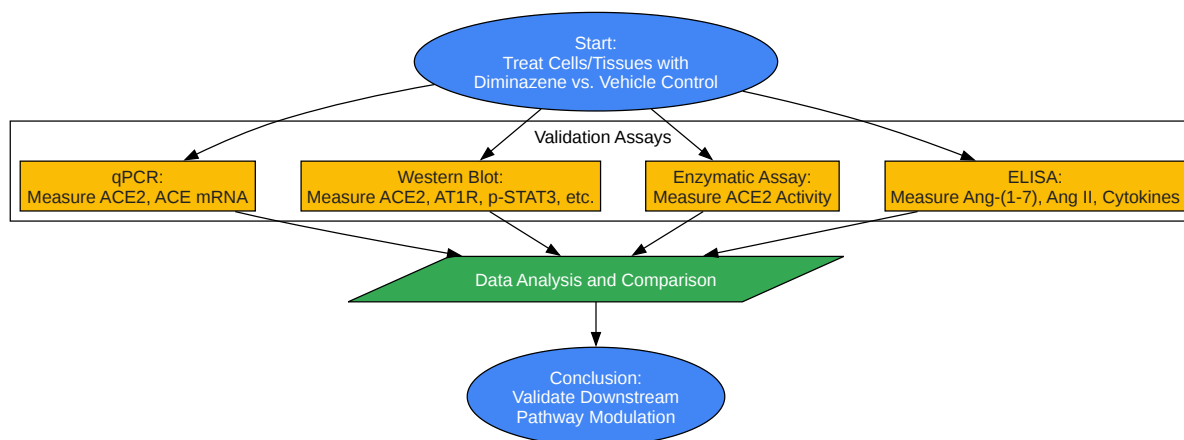 Start:
Treat Cells/Tissues with
Diminazene vs. Vehicle Control
Validation Assays
qPCR:
Measure ACE2, ACE mRNA
Western Blot:
Measure ACE2, AT1R, p-STAT3, etc.
Enzymatic Assay:
Measure ACE2 Activity
ELISA:
Measure Ang-(1-7), Ang II, Cytokines
Data Analysis and Comparison
Conclusion:
Validate Downstream
Pathway Modulation